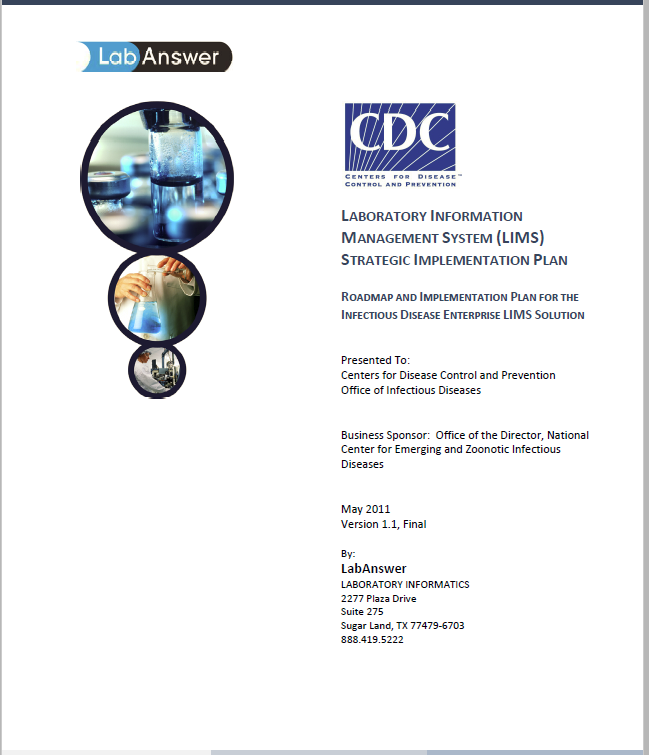 Lab Answer
CDC
CENTERS FOR DISEASE™
CONTROL AND PREVENTION
LABORATORY INFORMATION
MANAGEMENT SYSTEM (LIMS)
STRATEGIC IMPLEMENTATION PLAN
ROADMAP AND IMPLEMENTATION PLAN FOR THE
INFECTIOUS DISEASE ENTERPRISE LIMS SOLUTION
Presented To:
Centers for Disease Control and Prevention
Office of Infectious Diseases
Business Sponsor: Office of the Director, National
Center for Emerging and Zoonotic Infectious
Diseases
May 2011
Version 1.1, Final
By:
LabAnswer
LABORATORY INFORMATICS
2277 Plaza Drive
Suite 275
Sugar Land, TX 77479-6703
888.419.5222